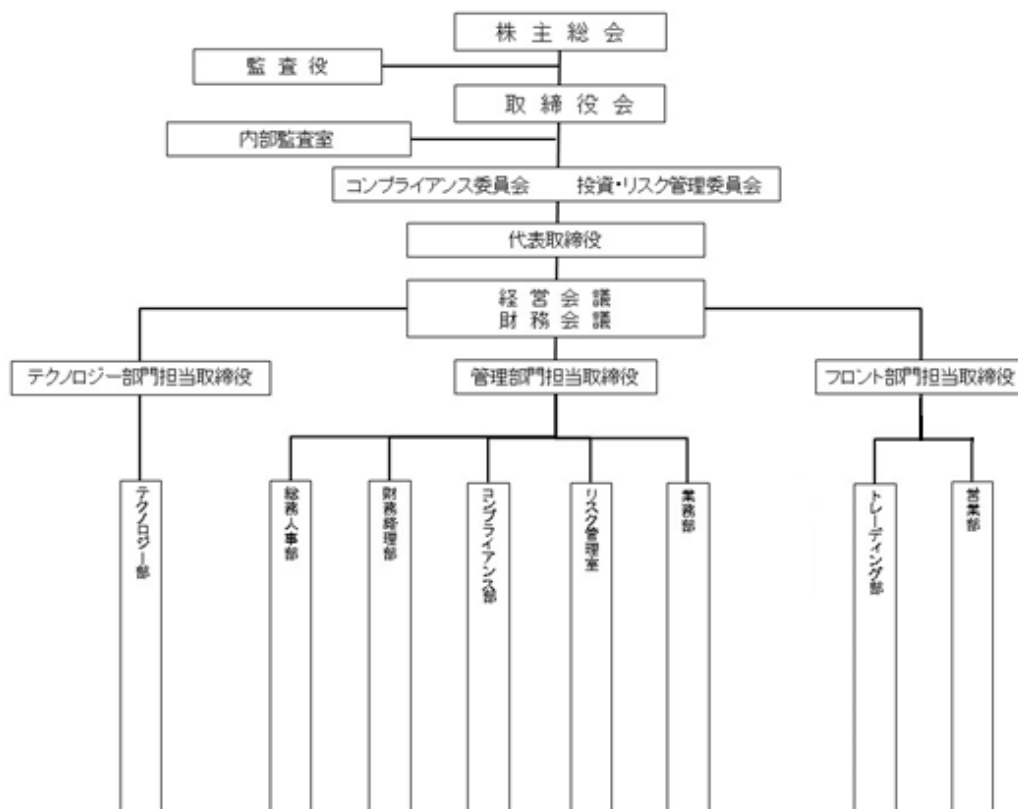 株主総会
監査役
取締役会
内部監査室
コンプライアンス委員会 投資・リスク管理委員会
代表取締役
経営会議
財務会議
テクノロジー部門担当取締役
管理部門担当取締役
フロント部門担当取締役
テクノロジー部
総務人事部
財務経理部
コンプライアンス部
リスク管理室
業務部
トレーディング部
営業部